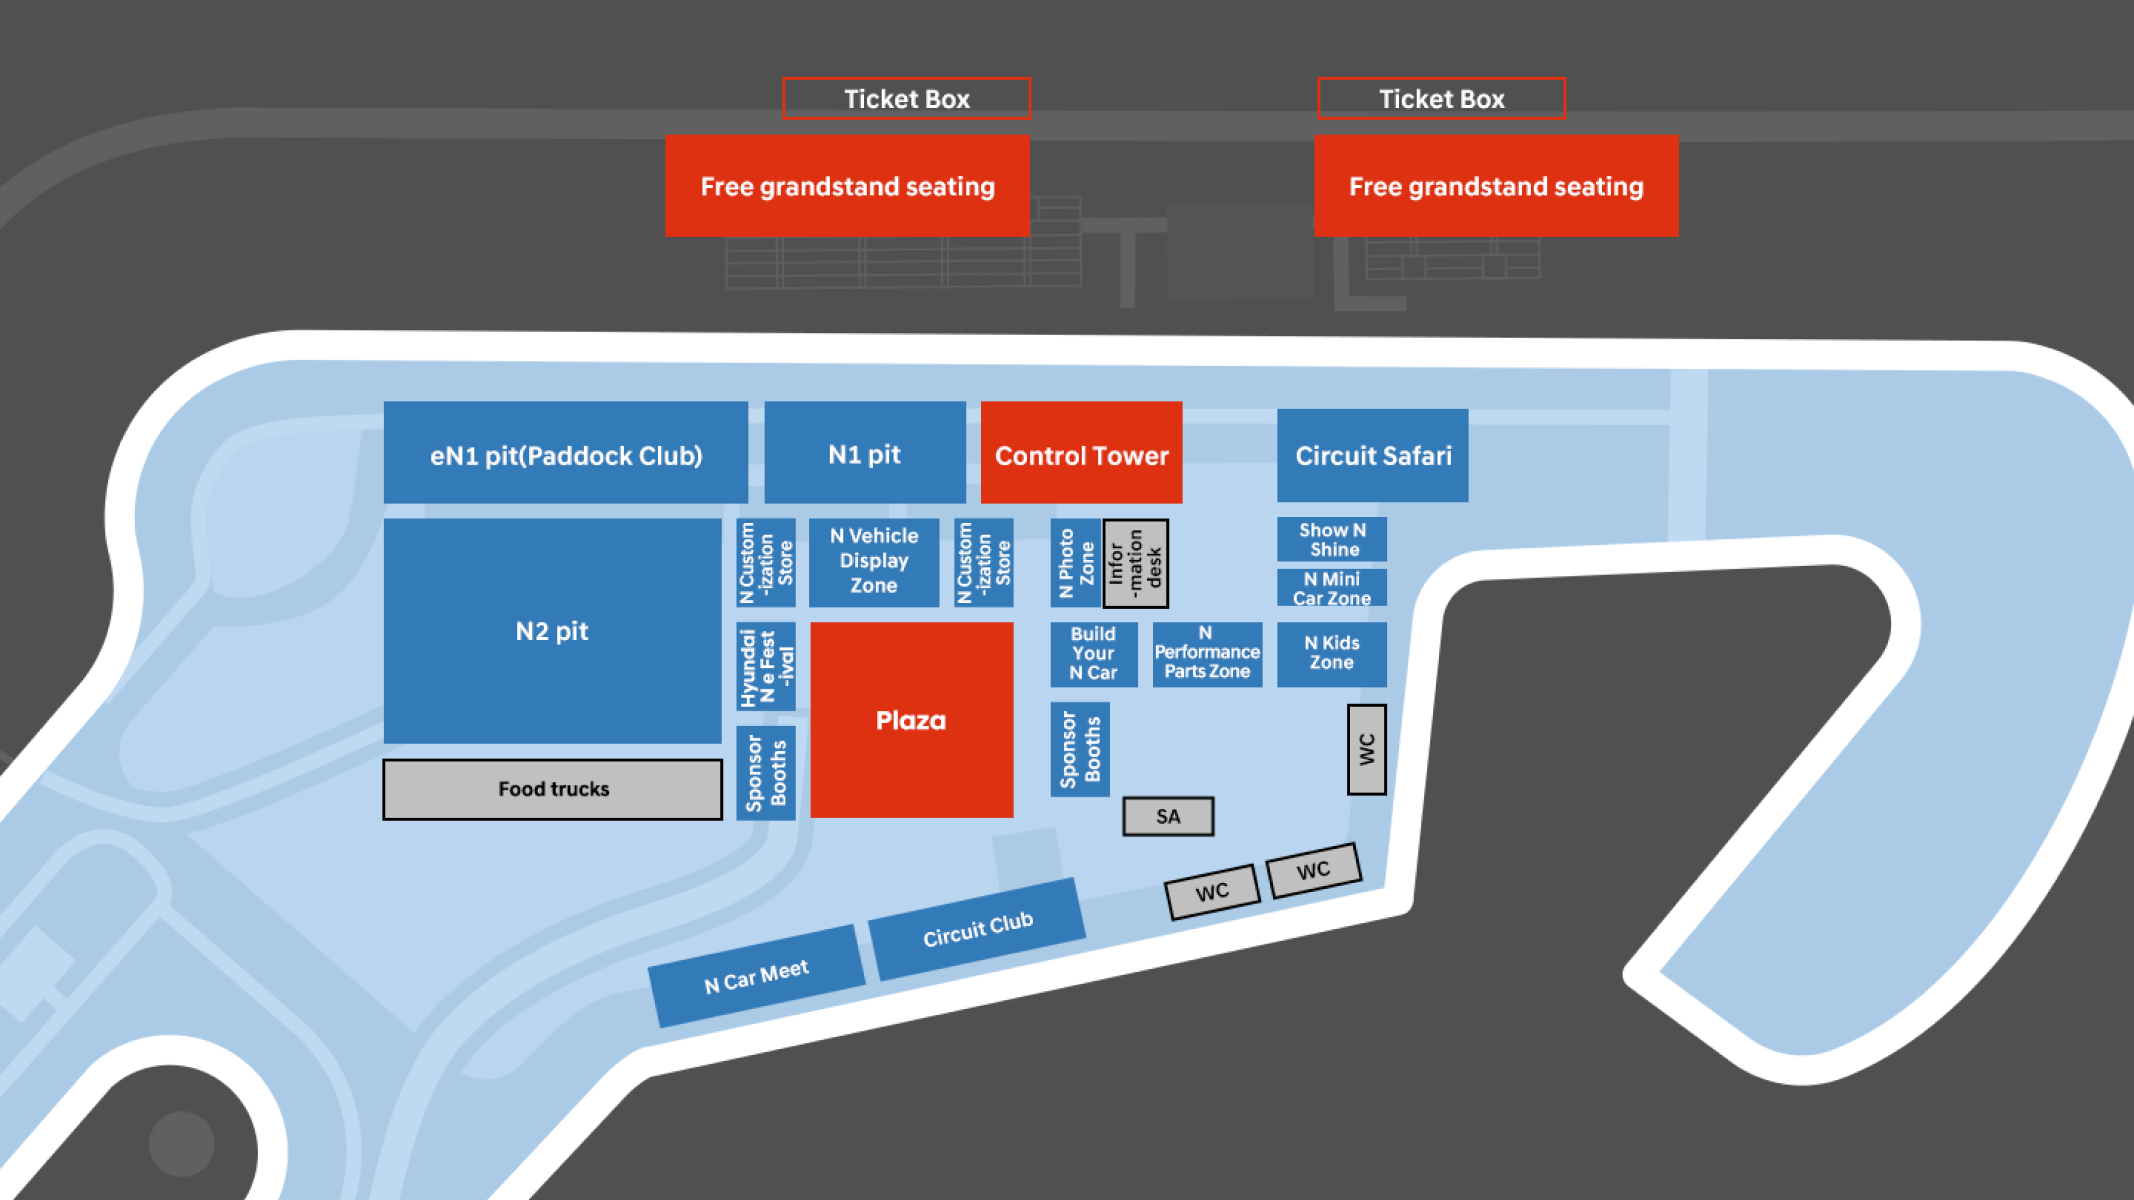 Ticket Box
Ticket Box
Free grandstand seating
Free grandstand seating
eN1 pit(Paddock Club)
N1 pit
Control Tower
Circuit Safari
N2 pit
N Custom
-ization
Store
N Vehicle
Display
Zone
N Custom
-ization
Store
N Photo
Zone
Infor
-mation
desk
Show N
Shine
N Mini
Car Zone
Hyundai
N e Fest
-ival
Plaza
Build
Your
N Car
N
Performance
Parts Zone
N Kids
Zone
Food trucks
Sponsor
Booths
Sponsor
Booths
WC
SA
WC
WC
Circuit Club
N Car Meet